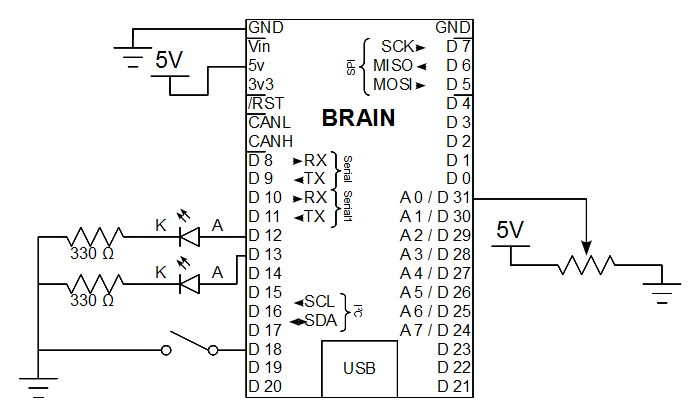 GND GND
Vin SCK D 7
5V 5v SPI MISO D 6
3v3 MOSI D 5
/RST D 4
CANL BRAIN D 3
CANH D 2
D 8 RX Serial D 1
D 9 TX D 0
D 10 RX Serial1 A 0 / D 31
D 11 TX A 1 / D 30
K A D 12 A 2 / D 29 5V
330 Ω D 13 A 3 / D 28
K A D 14 A 4 / D 27
330 Ω D 15 SCL I²C A 5 / D 26
D 16 SDA A 6 / D 25
D 17 A 7 / D 24
D 18 D 23
D 19 USB D 22
D 20 D 21